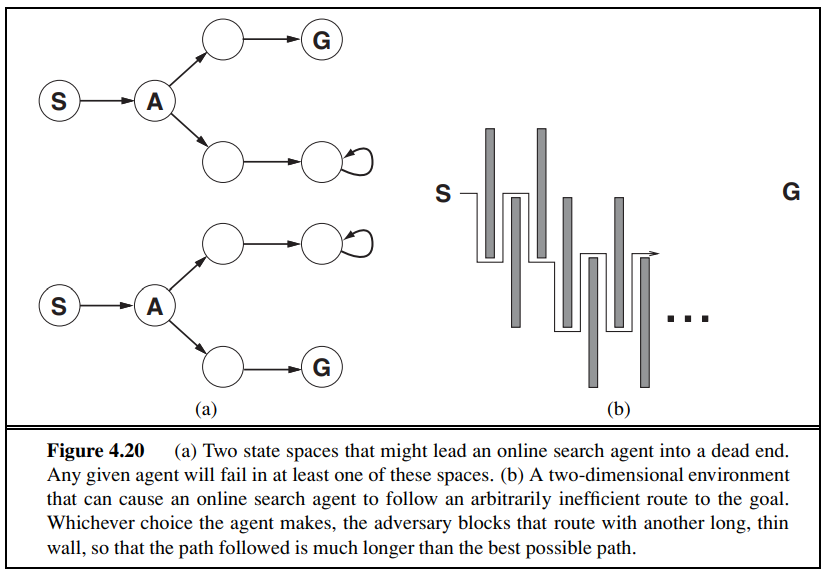 G
S A
S A
G
(a)
S G
...
(b)
Figure 4.20 (a) Two state spaces that might lead an online search agent into a dead end.
Any given agent will fail in at least one of these spaces. (b) A two-dimensional environment
that can cause an online search agent to follow an arbitrarily inefficient route to the goal.
Whichever choice the agent makes, the adversary blocks that route with another long, thin
wall, so that the path followed is much longer than the best possible path.